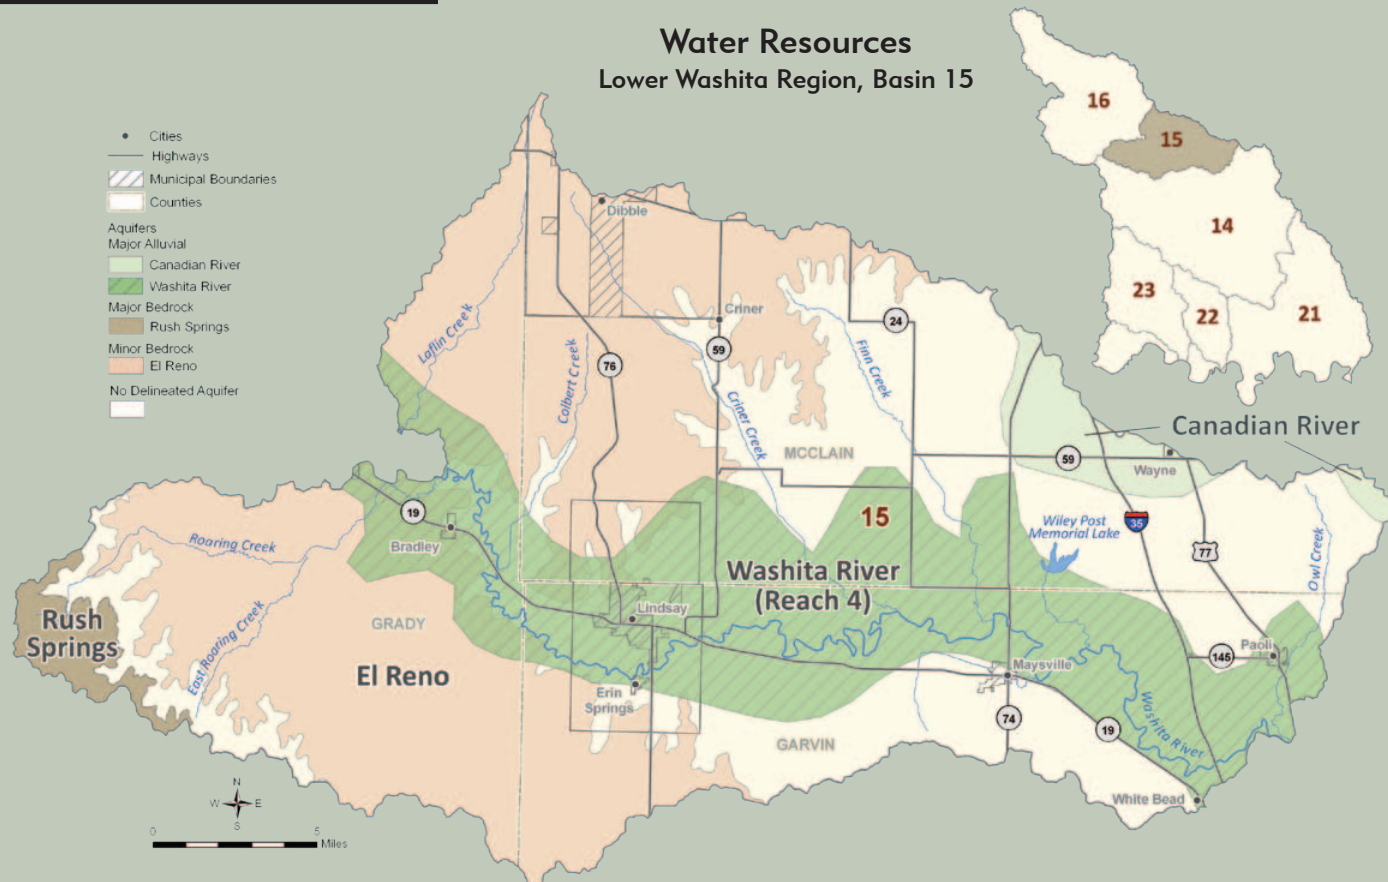 Water Resources
Lower Washita Region, Basin 15
Cities
Highways
Municipal Boundaries
Counties
Aquifers
Major Alluvial
Canadian River
Washita River
Major Bedrock
Rush Springs
Minor Bedrock
El Reno
No Delineated Aquifer
16
15
14
23
22
21
Dibble
Laflin Creek
Colbert Creek
76
Criner
59
Criner Creek
24
Finn Creek
MCCLAIN
Canadian River
59
Wayne
19
Bradley
15
Wiley Post
Memorial Lake
35
77
Owl Creek
Roaring Creek
East Roaring Creek
Rush
Springs
GRADY
El Reno
Washita River
(Reach 4)
Lindsay
Erin
Springs
Maysville
145
Paoli
74
19
Washita River
GARVIN
White Bead
N
W
E
S
0
5
Miles